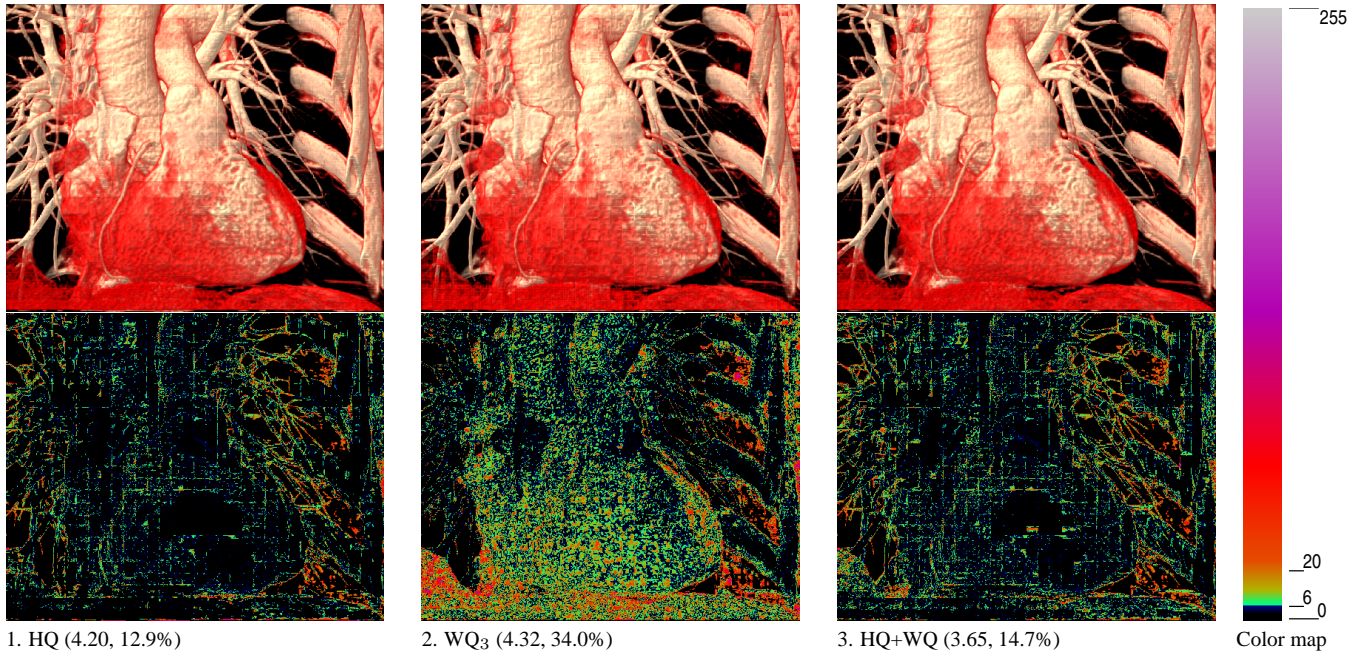 255
20
6
0
1. HQ (4.20, 12.9%)
2. WQ₃ (4.32, 34.0%)
3. HQ+WQ (3.65, 14.7%)
Color map